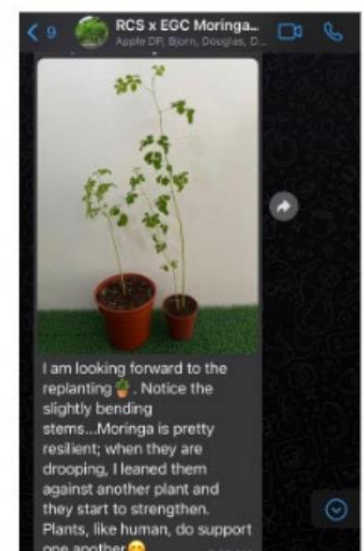 9
RCS x EGC Moringa...
Apple DP, Bjorn, Douglas, D...
I am looking forward to the
replanting 🪴. Notice the
slightly bending
stems...Moringa is pretty
resilient; when they are
drooping, I leaned them
against another plant and
they start to strengthen.
Plants, like human, do support
one another😊